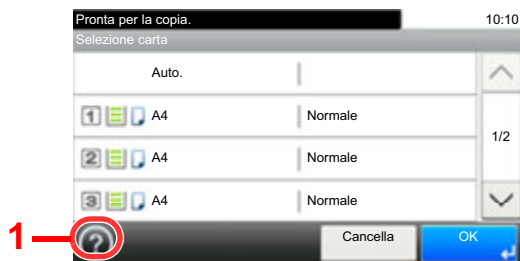 Pronta per la copia. 10:10
Selezione carta
Auto.
1 A4 Normale
2 A4 Normale
3 A4 Normale
1/2
1 ?
Cancella OK